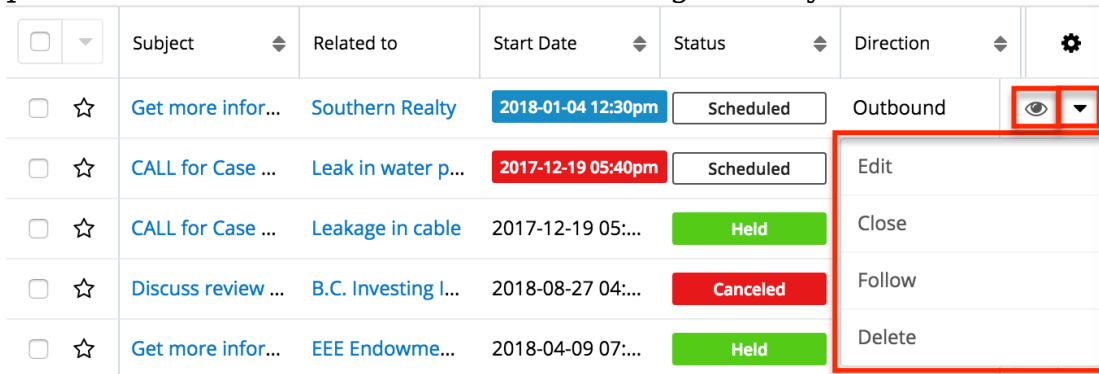 Subject Related to Start Date Status Direction
Get more infor... Southern Realty 2018-01-04 12:30pm Scheduled Outbound
CALL for Case ... Leak in water p... 2017-12-19 05:40pm Scheduled Edit
CALL for Case ... Leakage in cable 2017-12-19 05:... Held Close
Discuss review ... B.C. Investing I... 2018-08-27 04:... Canceled Follow
Get more infor... EEE Endowme... 2018-04-09 07:... Held Delete